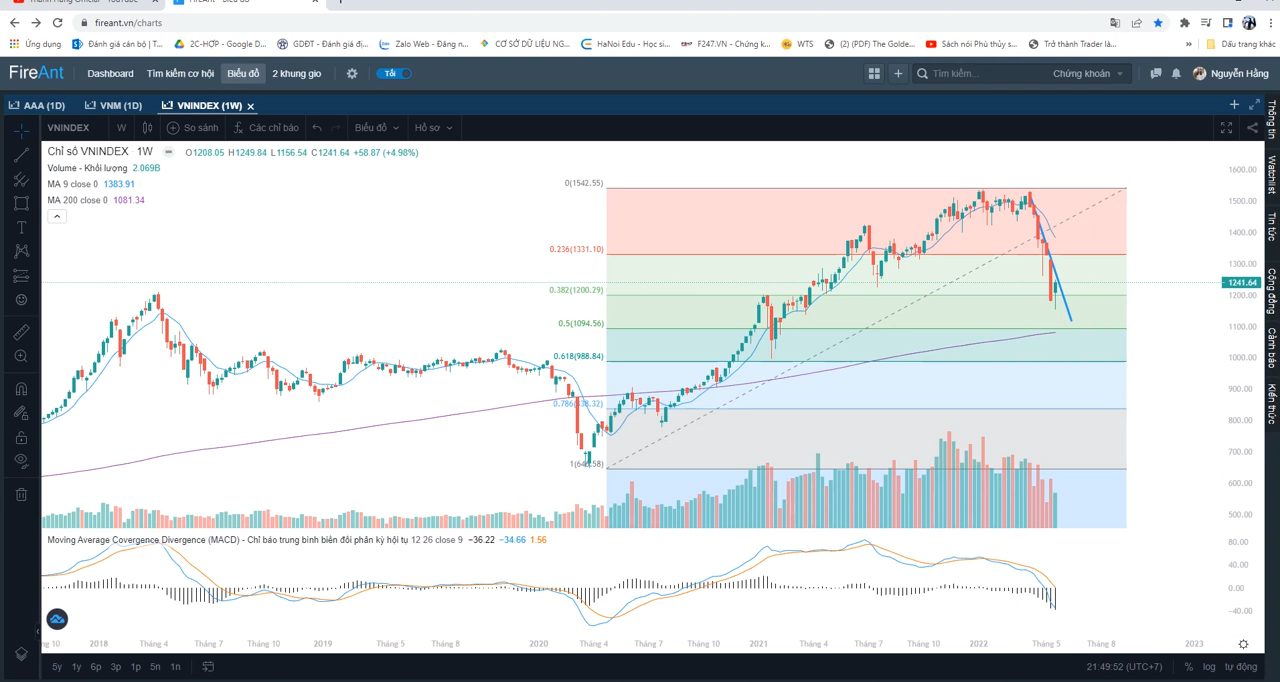 fireant.vn/charts
Ứng dụng Đánh giá cán bộ | T... 2C-HỢP - Google D... GDĐT - Đánh giá đị... Zalo Web - Đăng n... CƠ SỞ DỮ LIỆU NG... HaNoi Edu - Học si... F247.VN - Chứng k... WTS (2) (PDF) The Golde... Sách nói Phù thủy s... Trở thành Trader là... » Dấu trang khác
FireAnt Dashboard Tìm kiếm cơ hội Biểu đồ 2 khung gio Tối Tìm kiếm... Chứng khoán Nguyễn Hằng
AAA (1D) VNM (1D) VNINDEX (1W)
VNINDEX W So sánh Các chỉ báo Biểu đồ Hồ sơ
Chỉ số VNINDEX 1W O1208.05 H1249.84 L1156.54 C1241.64 +58.87 (+4.98%)
Volume - Khối lượng 2.069B
MA 9 close 0 1383.91
MA 200 close 0 1081.34
0(1542.55)
0.236(1331.10)
0.382(1200.29)
0.5(1094.56)
0.618(988.84)
1600.00
1500.00
1400.00
1300.00
1241.64
1200.00
1100.00
1000.00
900.00
800.00
700.00
600.00
500.00
Thông tin
Watchlist
Tin tức
Cộng đồng
Cảnh báo
Kiến thức
Moving Average Covergence Divergence (MACD) - Chỉ báo trung bình biến đổi phân kỳ hội tụ 12 26 close 9 −36.22 −34.66 1.56
80.00
40.00
0.00
−40.00
2018 Tháng 4 Tháng 7 Tháng 10 2019 Tháng 5 Tháng 8 2020 Tháng 4 Tháng 7 Tháng 10 2021 Tháng 4 Tháng 7 Tháng 10 2022 Tháng 5 Tháng 8 2023
5y 1y 6p 3p 1p 5n 1n 21:49:52 (UTC+7) % log tự động